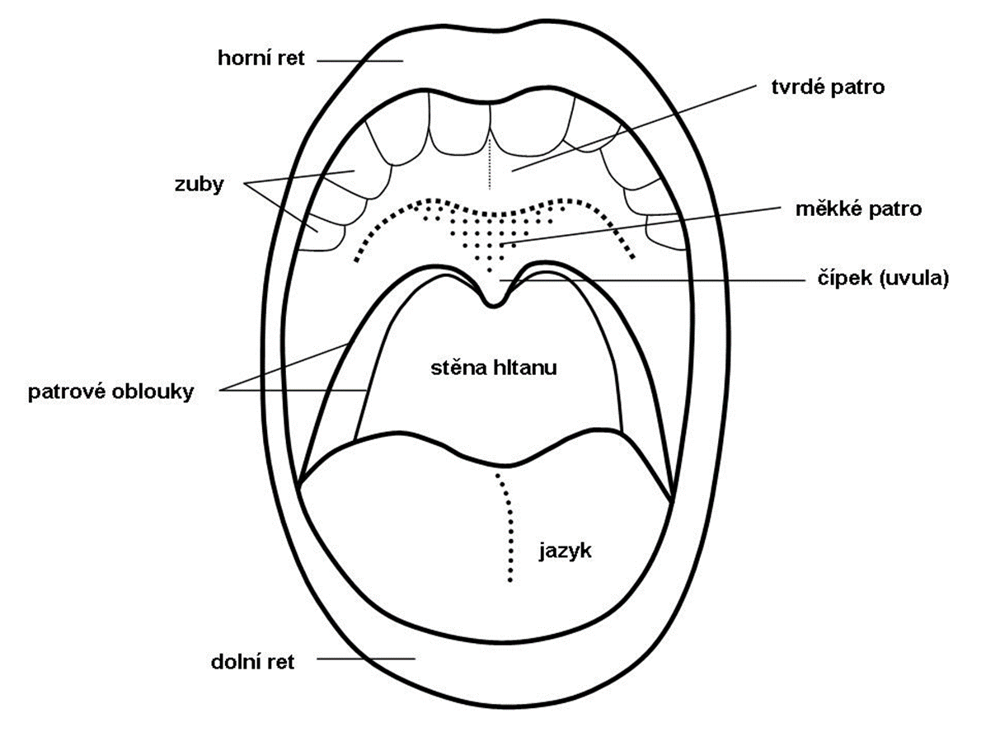 horní ret
tvrdé patro
zuby
měkké patro
čípek (uvula)
stěna hltanu
patrové oblouky
jazyk
dolní ret